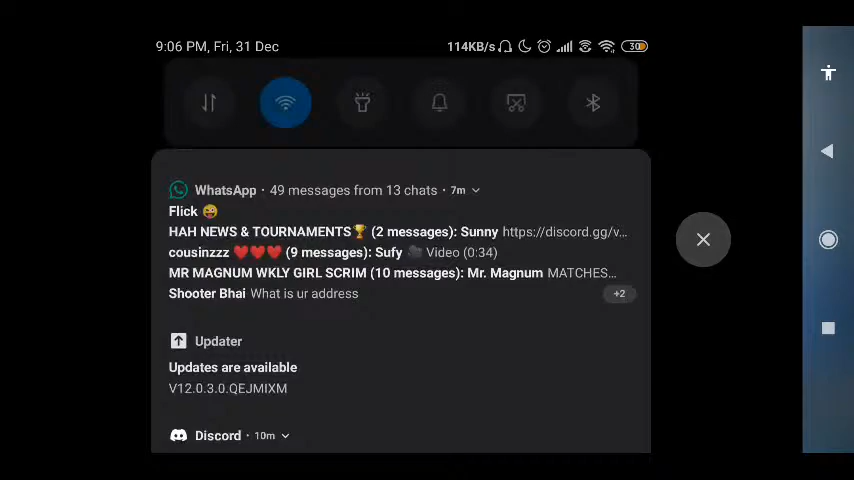 9:06 PM, Fri, 31 Dec 114KB/s 30
WhatsApp · 49 messages from 13 chats · 7m
Flick 😜
HAH NEWS & TOURNAMENTS🏆 (2 messages): Sunny https://discord.gg/v...
cousinzzz ❤️❤️❤️ (9 messages): Sufy 🎥 Video (0:34)
MR MAGNUM WKLY GIRL SCRIM (10 messages): Mr. Magnum MATCHES...
Shooter Bhai What is ur address +2
Updater
Updates are available
V12.0.3.0.QEJMIXM
Discord · 10m